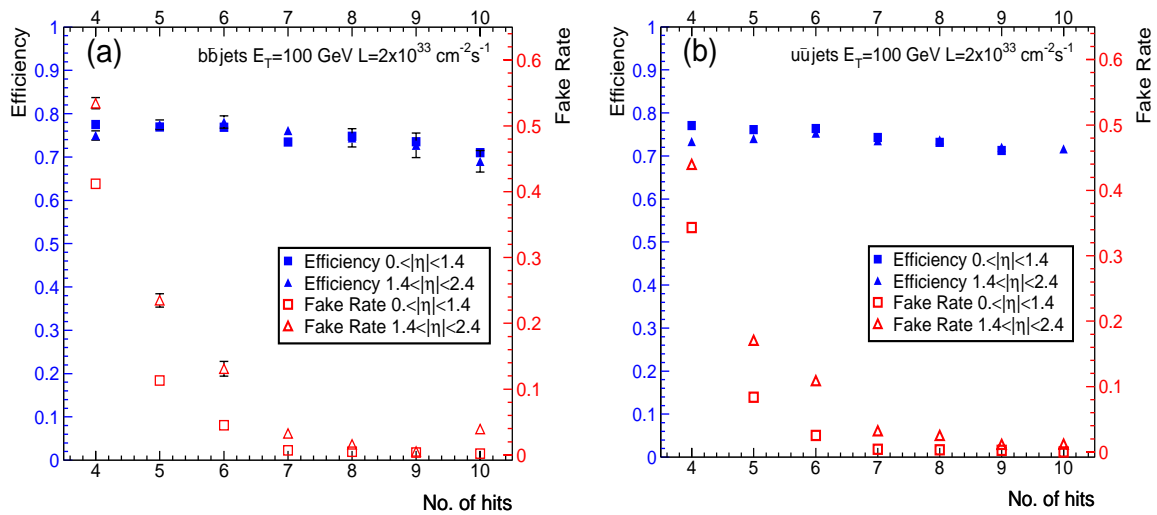 4 5 6 7 8 9 10
(a) bb̄ jets E_T=100 GeV L=2x10³³ cm⁻²s⁻¹
Efficiency
1
0.9
0.8
0.7
0.6
0.5
0.4
0.3
0.2
0.1
0
Fake Rate
0.6
0.5
0.4
0.3
0.2
0.1
0
Efficiency 0.<|η|<1.4
Efficiency 1.4<|η|<2.4
Fake Rate 0.<|η|<1.4
Fake Rate 1.4<|η|<2.4
4 5 6 7 8 9 10
No. of hits
4 5 6 7 8 9 10
(b) uū jets E_T=100 GeV L=2x10³³ cm⁻²s⁻¹
Efficiency
1
0.9
0.8
0.7
0.6
0.5
0.4
0.3
0.2
0.1
0
Fake Rate
0.6
0.5
0.4
0.3
0.2
0.1
0
Efficiency 0.<|η|<1.4
Efficiency 1.4<|η|<2.4
Fake Rate 0.<|η|<1.4
Fake Rate 1.4<|η|<2.4
4 5 6 7 8 9 10
No. of hits